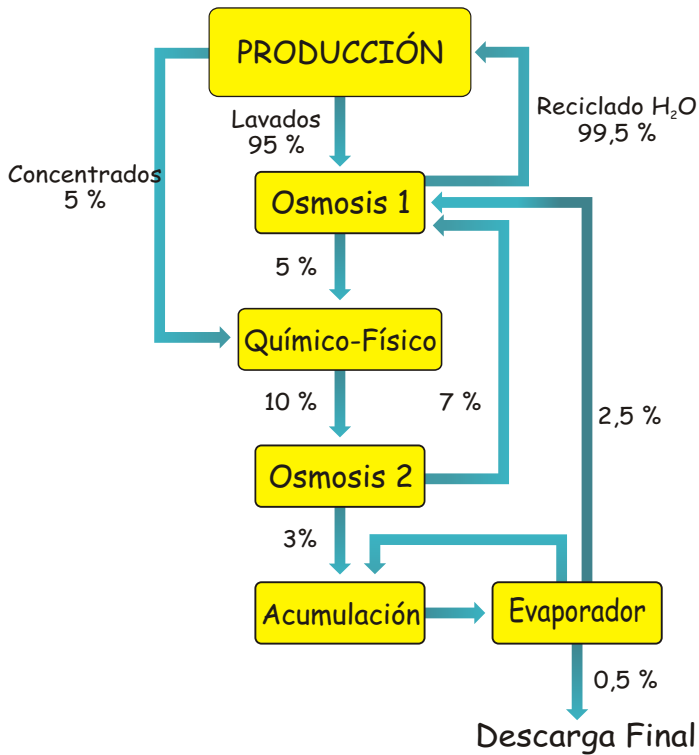 PRODUCCIÓN
Lavados
95 %
Reciclado H₂O
99,5 %
Concentrados
5 %
Osmosis 1
5 %
Químico-Físico
10 %
7 %
2,5 %
Osmosis 2
3%
Acumulación
Evaporador
0,5 %
Descarga Final